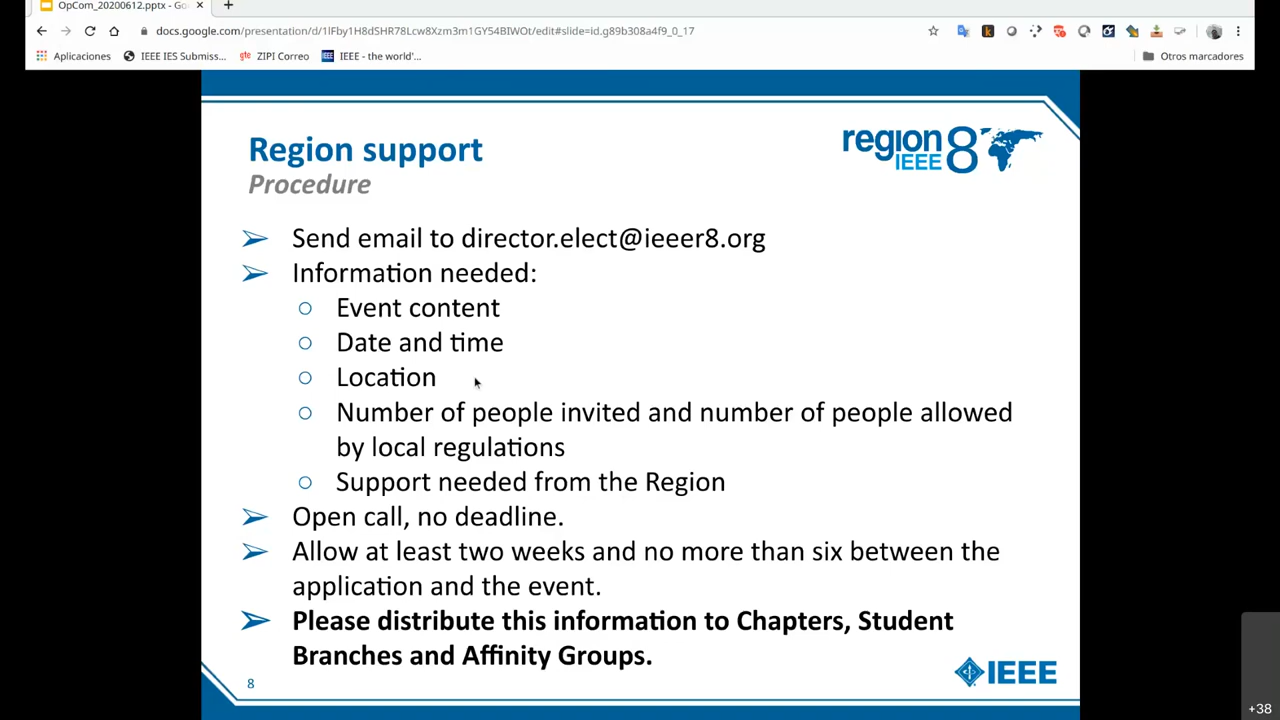 OpCom_20200612.pptx - Go
docs.google.com/presentation/d/1lFby1H8dSHR78Lcw8Xzm3m1GY54BIWOt/edit#slide=id.g89b308a4f9_0_17
Aplicaciones
IEEE IES Submiss...
ZIPI Correo
IEEE - the world'...
Otros marcadores
Region support
Procedure
region 8
IEEE
Send email to director.elect@ieeer8.org
Information needed:
Event content
Date and time
Location
Number of people invited and number of people allowed
by local regulations
Support needed from the Region
Open call, no deadline.
Allow at least two weeks and no more than six between the
application and the event.
Please distribute this information to Chapters, Student
Branches and Affinity Groups.
8
IEEE
+38